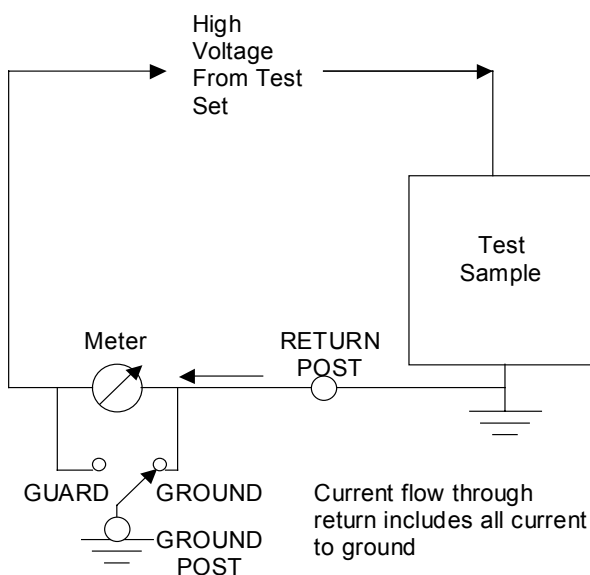 High
Voltage
From Test
Set
Test
Sample
Meter
RETURN
POST
GUARD
GROUND
GROUND
POST
Current flow through
return includes all current
to ground